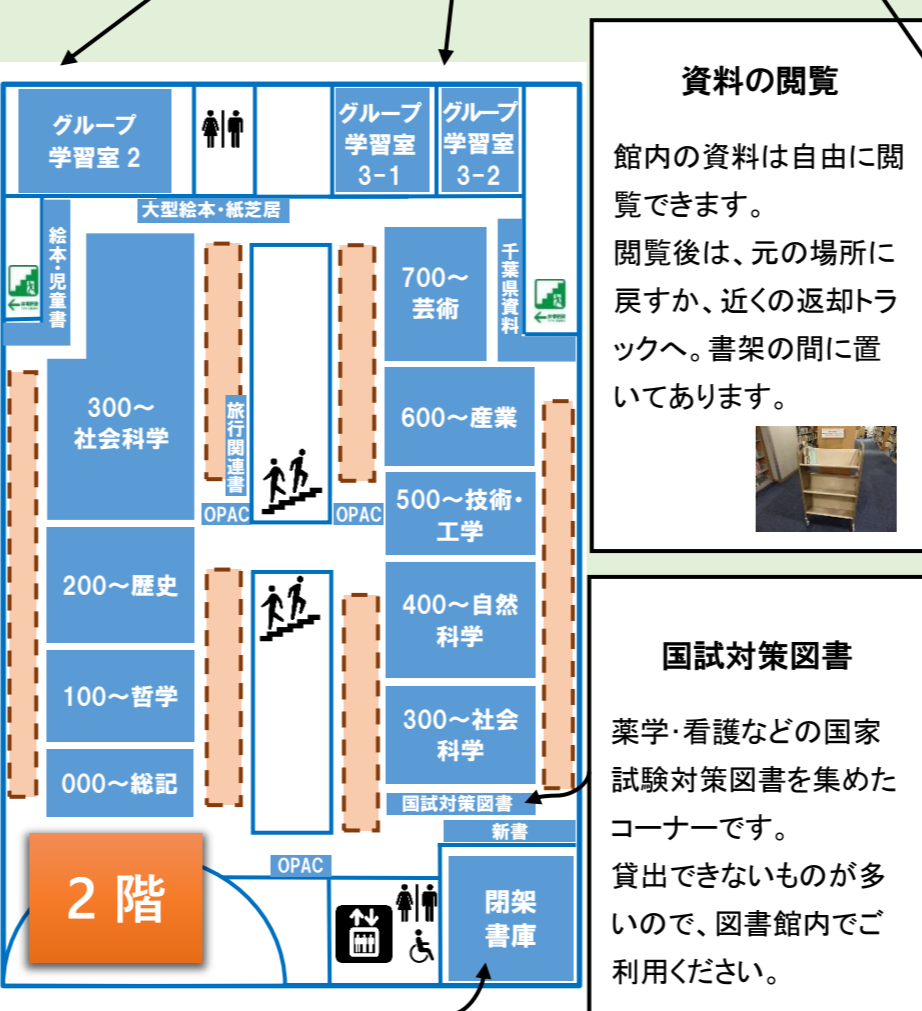 グループ
学習室 2
グループ
学習室
3-1
グループ
学習室
3-2
大型絵本・紙芝居
絵本・児童書
千葉県資料
700～
芸術
300～
社会科学
旅行関連書
600～産業
OPAC
OPAC
500～技術・
工学
200～歴史
400～自然
科学
100～哲学
300～社会
科学
000～総記
国試対策図書
新書
2 階
OPAC
閉架
書庫
資料の閲覧
館内の資料は自由に閲
覧できます。
閲覧後は、元の場所に
戻すか、近くの返却トラ
ックへ。書架の間に置
いてあります。
国試対策図書
薬学・看護などの国家
試験対策図書を集めた
コーナーです。
貸出できないものが多
いので、図書館内でご
利用ください。